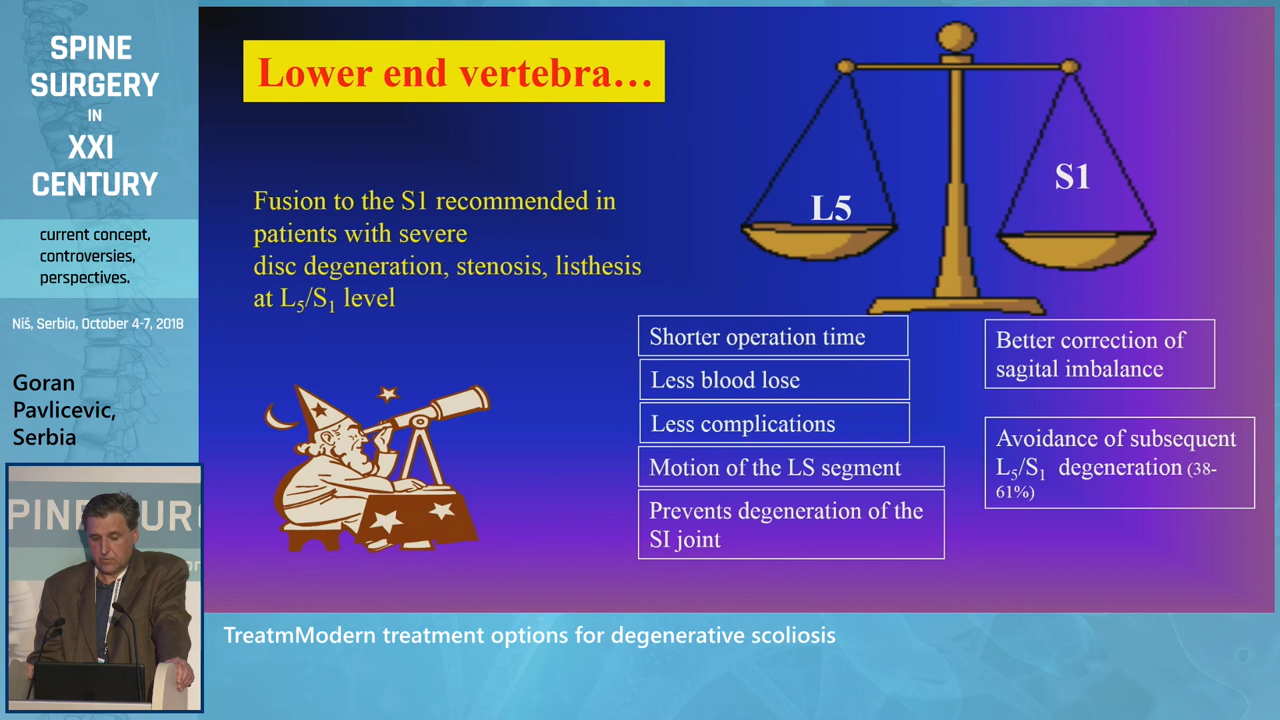 SPINE
SURGERY
IN
XXI
CENTURY
current concept,
controversies,
perspectives.
Niš, Serbia, October 4-7, 2018
Goran
Pavlicevic,
Serbia
Lower end vertebra…
Fusion to the S1 recommended in
patients with severe
disc degeneration, stenosis, listhesis
at L5/S1 level
L5
S1
Shorter operation time
Less blood lose
Less complications
Motion of the LS segment
Prevents degeneration of the
SI joint
Better correction of
sagital imbalance
Avoidance of subsequent
L5/S1 degeneration (38-
61%)
PINE
UR
TreatmModern treatment options for degenerative scoliosis